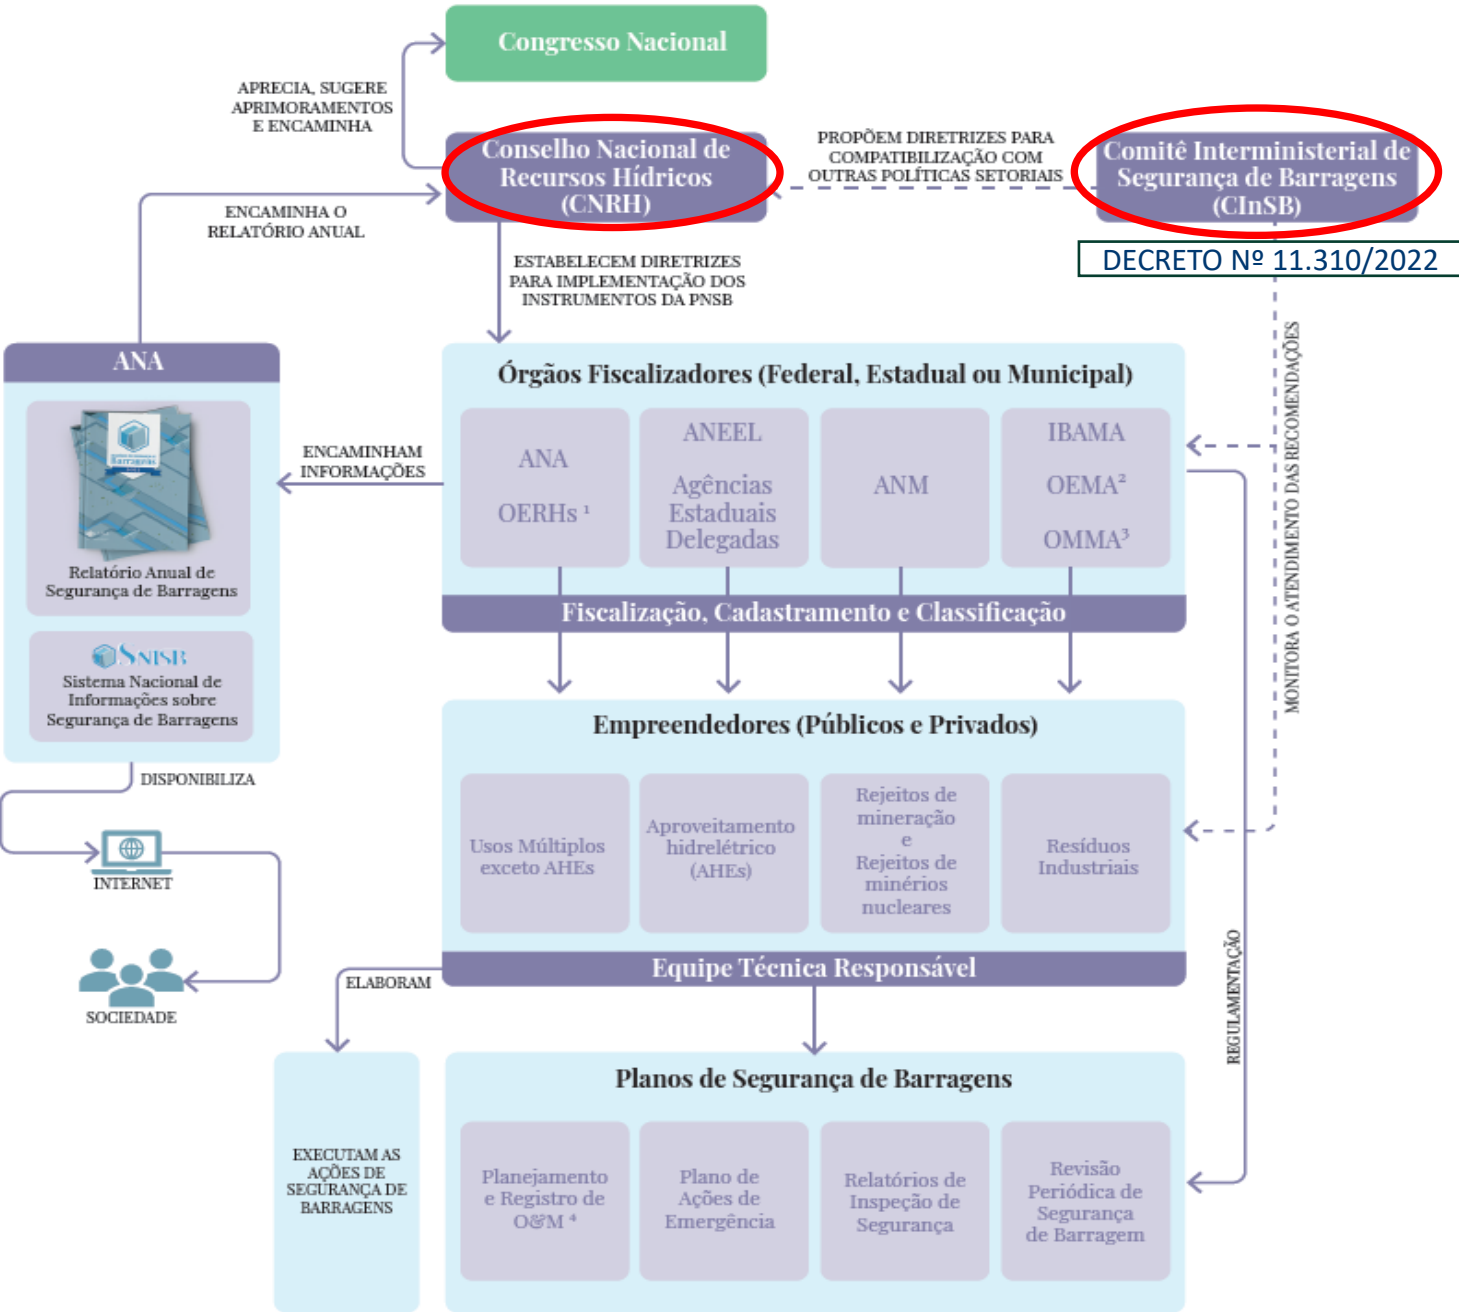 Congresso Nacional
APRECIA, SUGERE
APRIMORAMENTOS
E ENCAMINHA
Conselho Nacional de
Recursos Hídricos
(CNRH)
PROPÕEM DIRETRIZES PARA
COMPATIBILIZAÇÃO COM
OUTRAS POLÍTICAS SETORIAIS
Comitê Interministerial de
Segurança de Barragens
(CInSB)
DECRETO Nº 11.310/2022
ENCAMINHA O
RELATÓRIO ANUAL
ESTABELECEM DIRETRIZES
PARA IMPLEMENTAÇÃO DOS
INSTRUMENTOS DA PNSB
MONITORA O ATENDIMENTO DAS RECOMENDAÇÕES
ANA
Barragens
Relatório Anual de
Segurança de Barragens
SNISB
Sistema Nacional de
Informações sobre
Segurança de Barragens
ENCAMINHAM
INFORMAÇÕES
Órgãos Fiscalizadores (Federal, Estadual ou Municipal)
ANA
OERHs ¹
ANEEL
Agências
Estaduais
Delegadas
ANM
IBAMA
OEMA²
OMMA³
Fiscalização, Cadastramento e Classificação
Empreendedores (Públicos e Privados)
Usos Múltiplos
exceto AHEs
Aproveitamento
hidrelétrico
(AHEs)
Rejeitos de
mineração
e
Rejeitos de
minérios
nucleares
Resíduos
Industriais
Equipe Técnica Responsável
DISPONIBILIZA
INTERNET
SOCIEDADE
ELABORAM
REGULAMENTAÇÃO
EXECUTAM AS
AÇÕES DE
SEGURANÇA DE
BARRAGENS
Planos de Segurança de Barragens
Planejamento
e Registro de
O&M ⁴
Plano de
Ações de
Emergência
Relatórios de
Inspeção de
Segurança
Revisão
Periódica de
Segurança
de Barragem